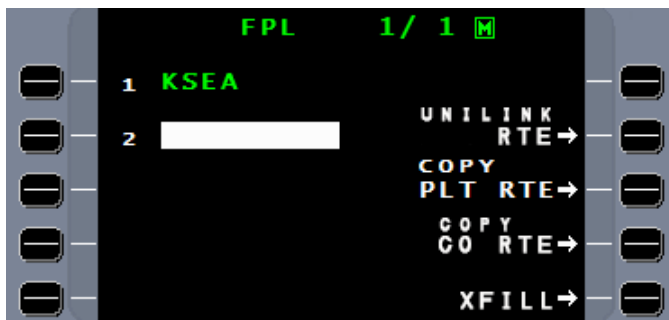 FPL 1/ 1 M
1 KSEA
2
UNILINK
RTE→
COPY
PLT RTE→
COPY
CO RTE→
XFILL→